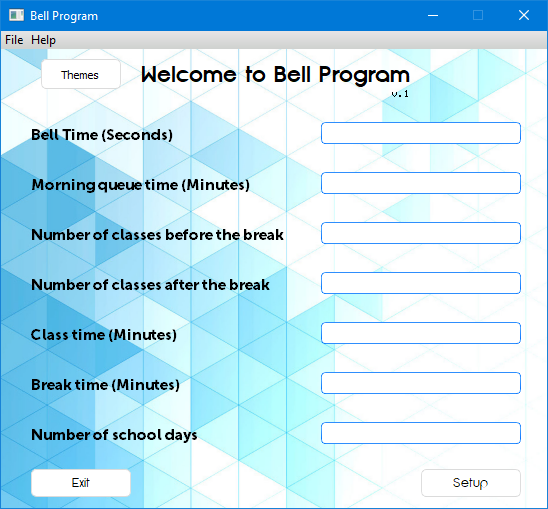 Bell Program
File Help
Themes
Welcome to Bell Program
v.1
Bell Time (Seconds)
Morning queue time (Minutes)
Number of classes before the break
Number of classes after the break
Class time (Minutes)
Break time (Minutes)
Number of school days
Exit
Setup